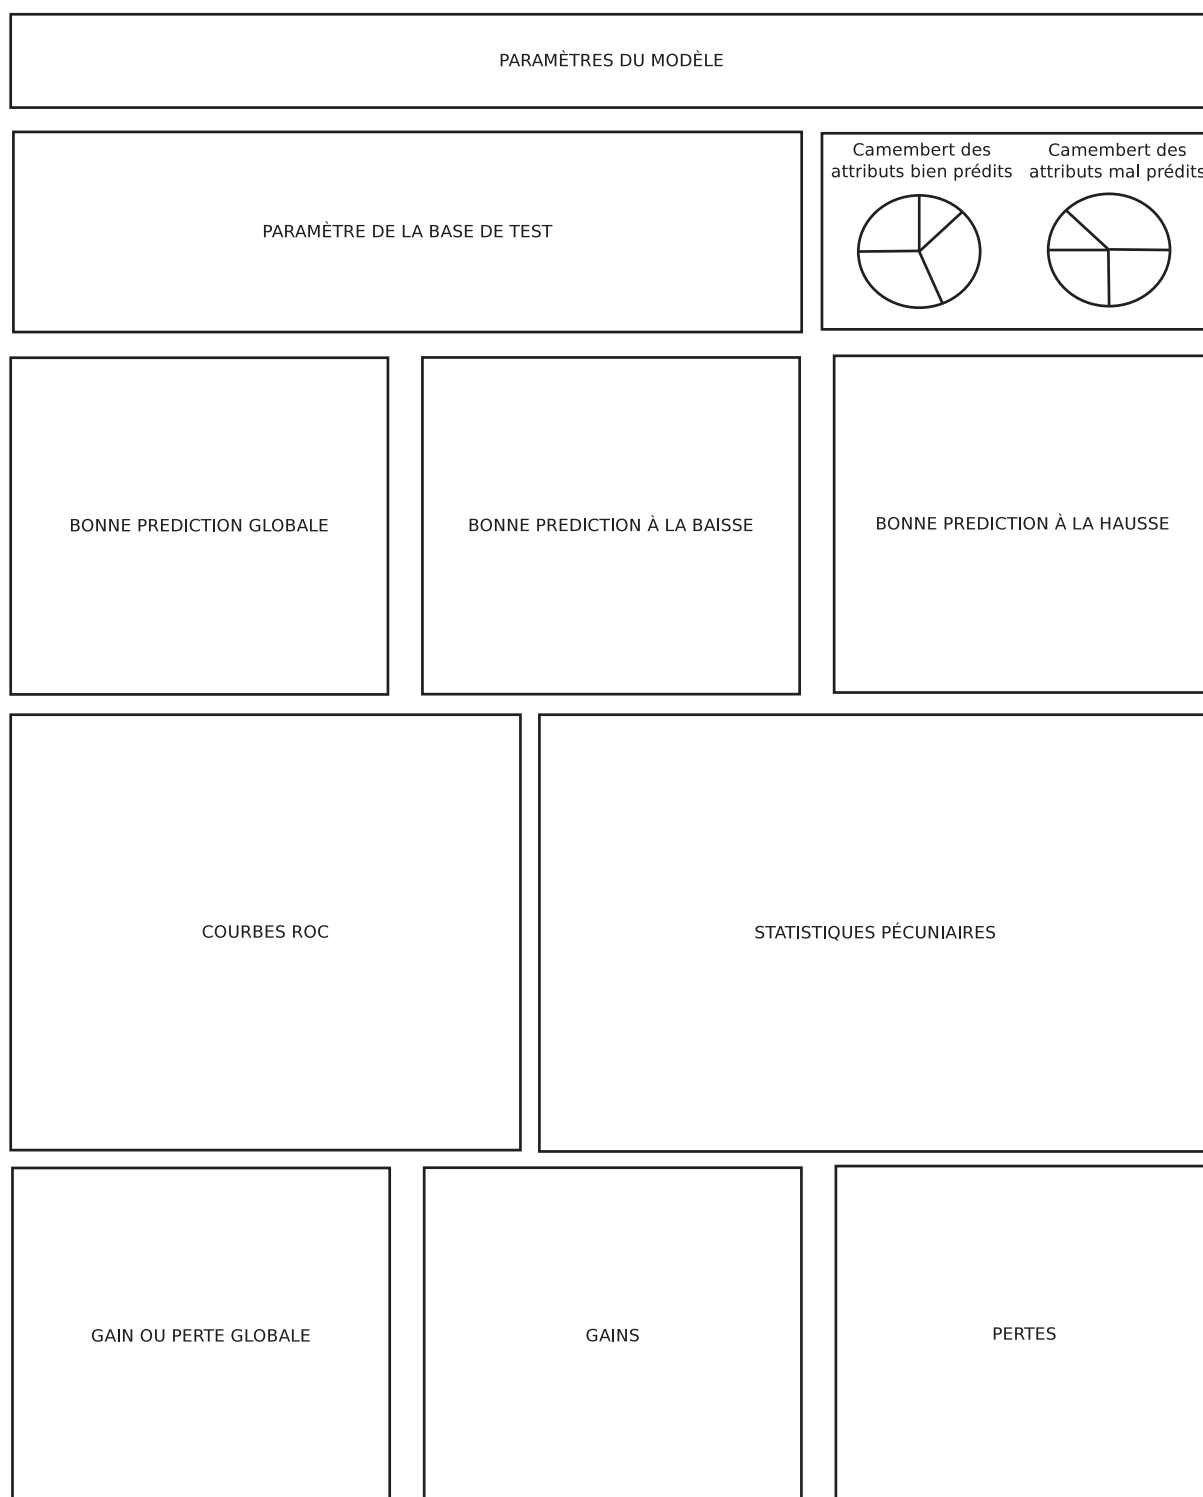 PARAMÈTRES DU MODÈLE
PARAMÈTRE DE LA BASE DE TEST
Camembert des
attributs bien prédits
Camembert des
attributs mal prédits
BONNE PREDICTION GLOBALE
BONNE PREDICTION À LA BAISSE
BONNE PREDICTION À LA HAUSSE
COURBES ROC
STATISTIQUES PÉCUNIAIRES
GAIN OU PERTE GLOBALE
GAINS
PERTES